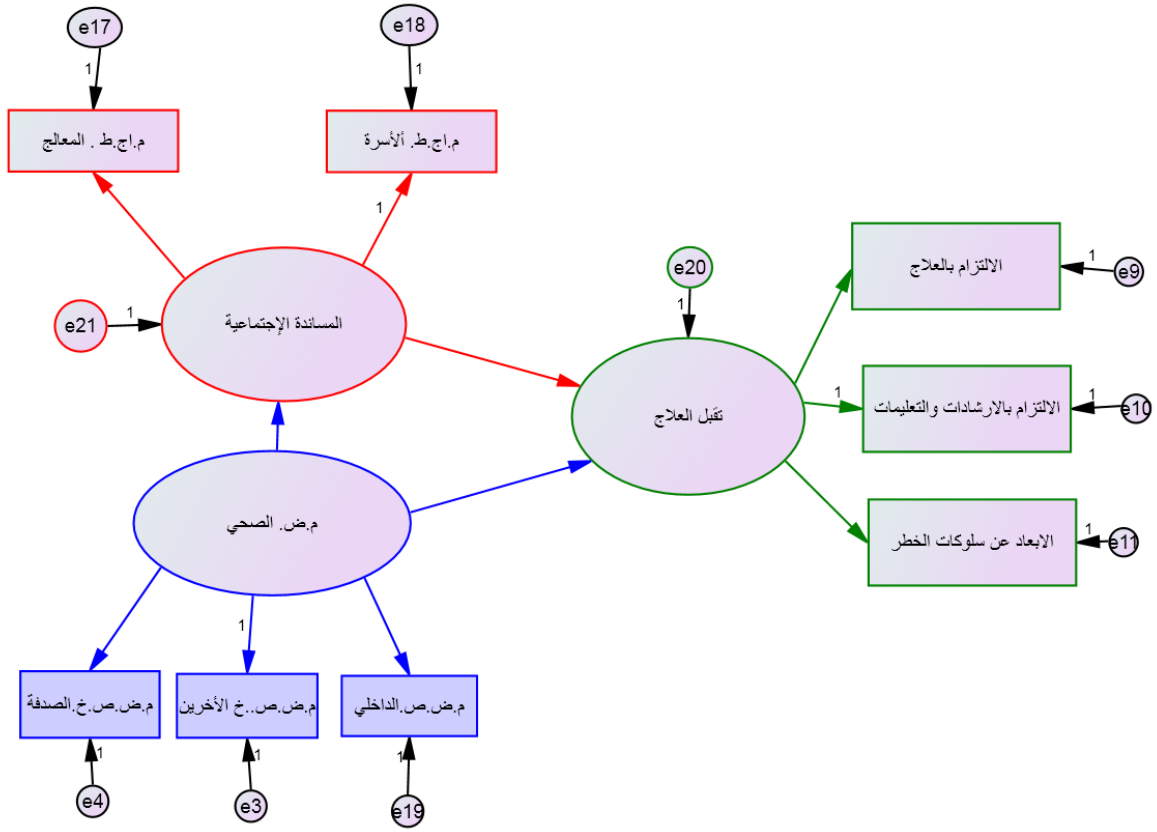 e17
e18
1
1
م.اج.ط . المعالج
م.اج.ط. ألأسرة
1
e20
e21
1
المساندة الإجتماعية
1
الالتزام بالعلاج
1
e9
تقبل العلاج
1
الالتزام بالارشادات والتعليمات
1
e10
م.ض. الصحي
الابعاد عن سلوكات الخطر
1
e11
1
م.ض.ص.خ.الصدفة
م.ض.ص..خ الأخرين
م.ض.ص.الداخلي
1
1
1
e4
e3
e19